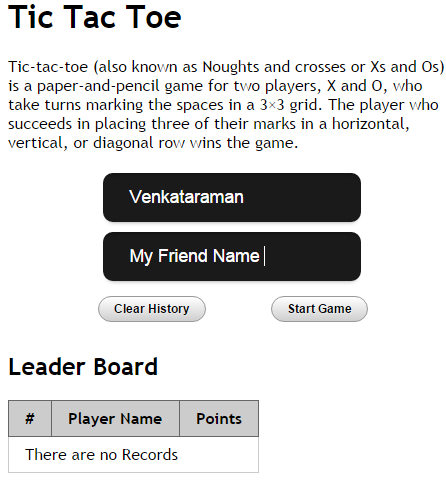 Tic Tac Toe
Tic-tac-toe (also known as Noughts and crosses or Xs and Os)
is a paper-and-pencil game for two players, X and O, who
take turns marking the spaces in a 3×3 grid. The player who
succeeds in placing three of their marks in a horizontal,
vertical, or diagonal row wins the game.
Venkataraman
My Friend Name
Clear History Start Game
Leader Board
# Player Name Points
There are no Records